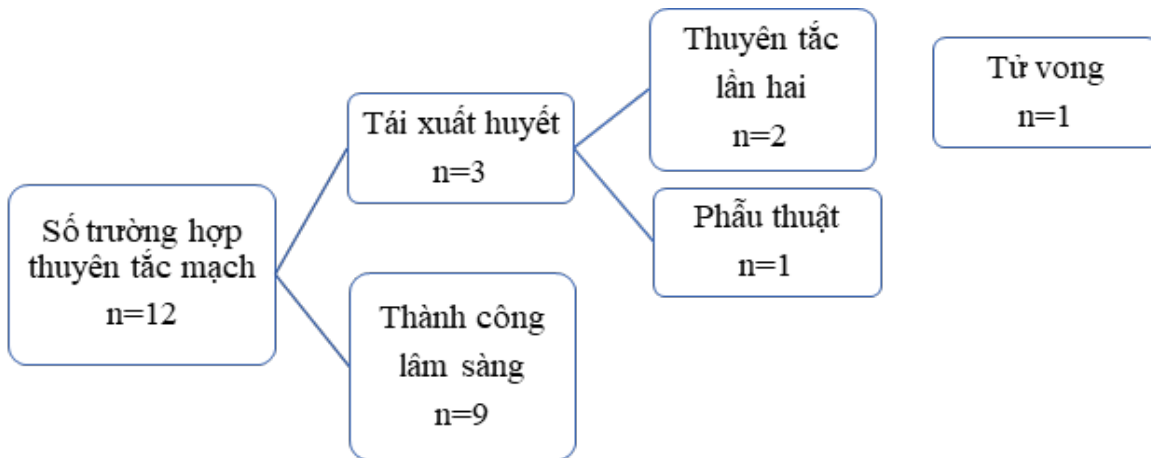 Số trường hợp
thuyên tắc mạch
n=12
Tái xuất huyết
n=3
Thành công
lâm sàng
n=9
Thuyên tắc
lần hai
n=2
Phẫu thuật
n=1
Tử vong
n=1